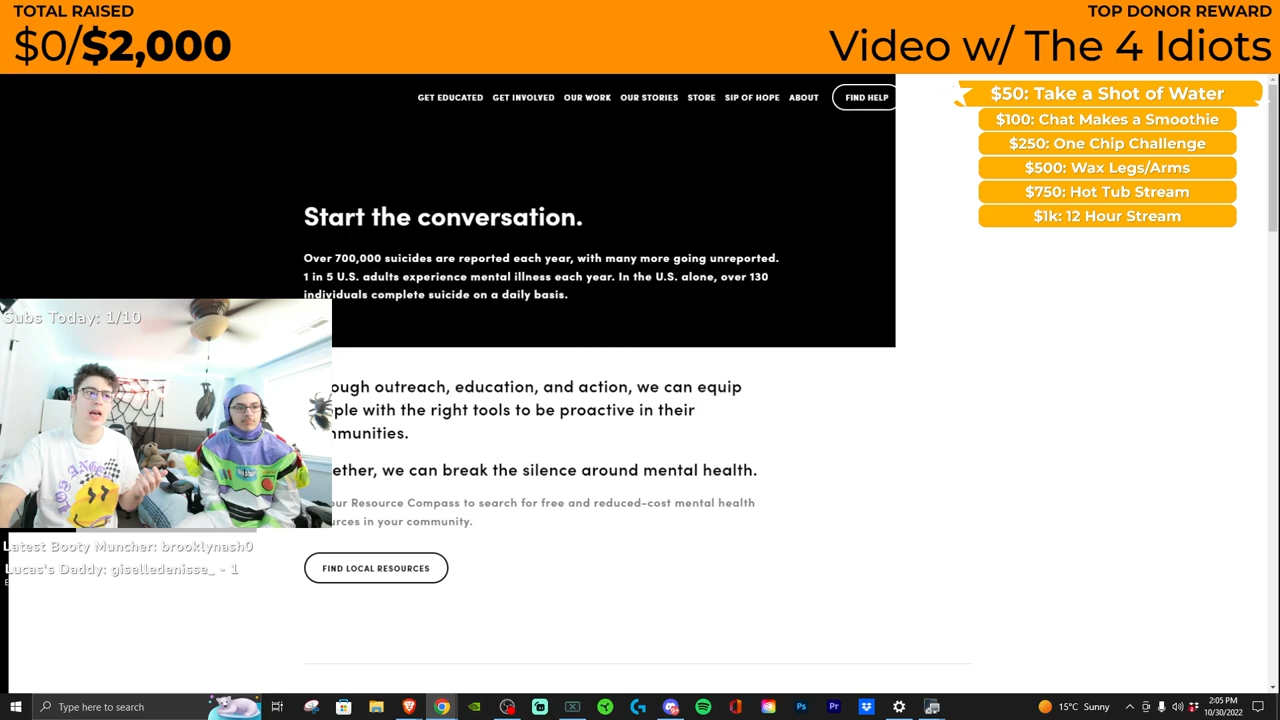 TOTAL RAISED
$0/$2,000
TOP DONOR REWARD
Video w/ The 4 Idiots
GET EDUCATED GET INVOLVED OUR WORK OUR STORIES STORE SIP OF HOPE ABOUT FIND HELP
$50: Take a Shot of Water
$100: Chat Makes a Smoothie
$250: One Chip Challenge
$500: Wax Legs/Arms
$750: Hot Tub Stream
$1k: 12 Hour Stream
Start the conversation.
Over 700,000 suicides are reported each year, with many more going unreported.
1 in 5 U.S. adults experience mental illness each year. In the U.S. alone, over 130
individuals complete suicide on a daily basis.
Subs Today: 1/10
ough outreach, education, and action, we can equip
ple with the right tools to be proactive in their
munities.
ether, we can break the silence around mental health.
our Resource Compass to search for free and reduced-cost mental health
urces in your community.
FIND LOCAL RESOURCES
Latest Booty Muncher: brooklynash0
Lucas's Daddy: giselledenisse_ - 1
Type here to search
15°C Sunny
2:05 PM
10/30/2022